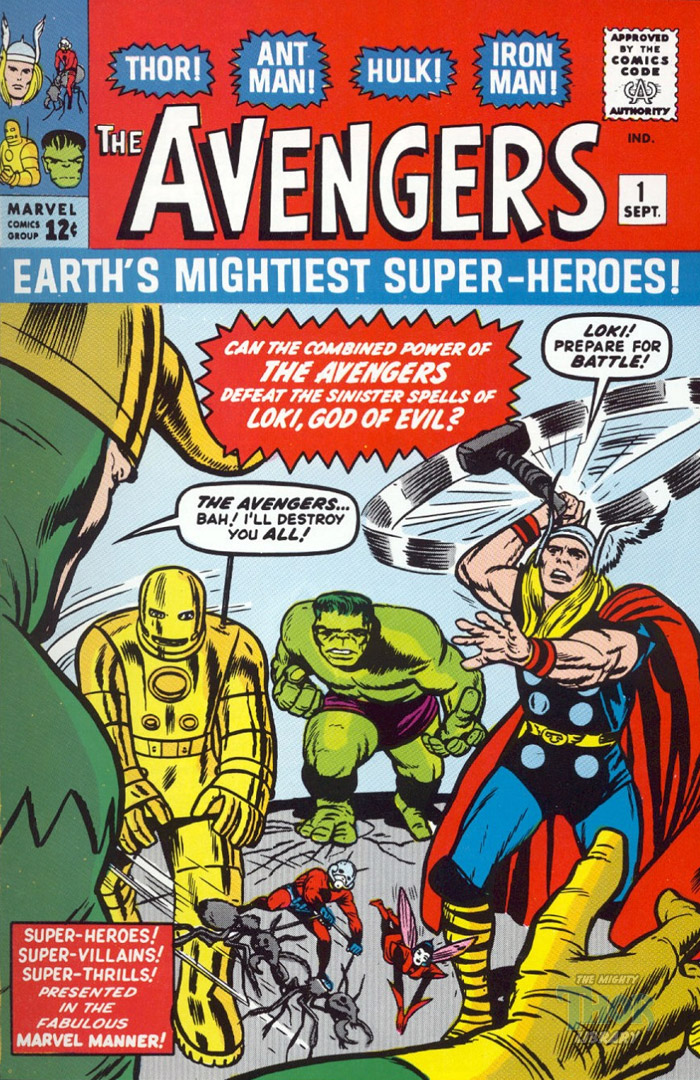 THOR!
ANT
MAN!
HULK!
IRON
MAN!
APPROVED
BY THE
COMICS
CODE
CA
AUTHORITY
IND.
THE AVENGERS
1
SEPT.
MARVEL
COMICS
GROUP 12¢
EARTH'S MIGHTIEST SUPER-HEROES!
CAN THE COMBINED POWER OF
THE AVENGERS
DEFEAT THE SINISTER SPELLS OF
LOKI, GOD OF EVIL?
LOKI!
PREPARE FOR
BATTLE!
THE AVENGERS...
BAH! I'LL DESTROY
YOU ALL!
SUPER-HEROES!
SUPER-VILLAINS!
SUPER-THRILLS!
PRESENTED
IN THE
FABULOUS
MARVEL MANNER!
THE MIGHTY
THOR
LIBRARY